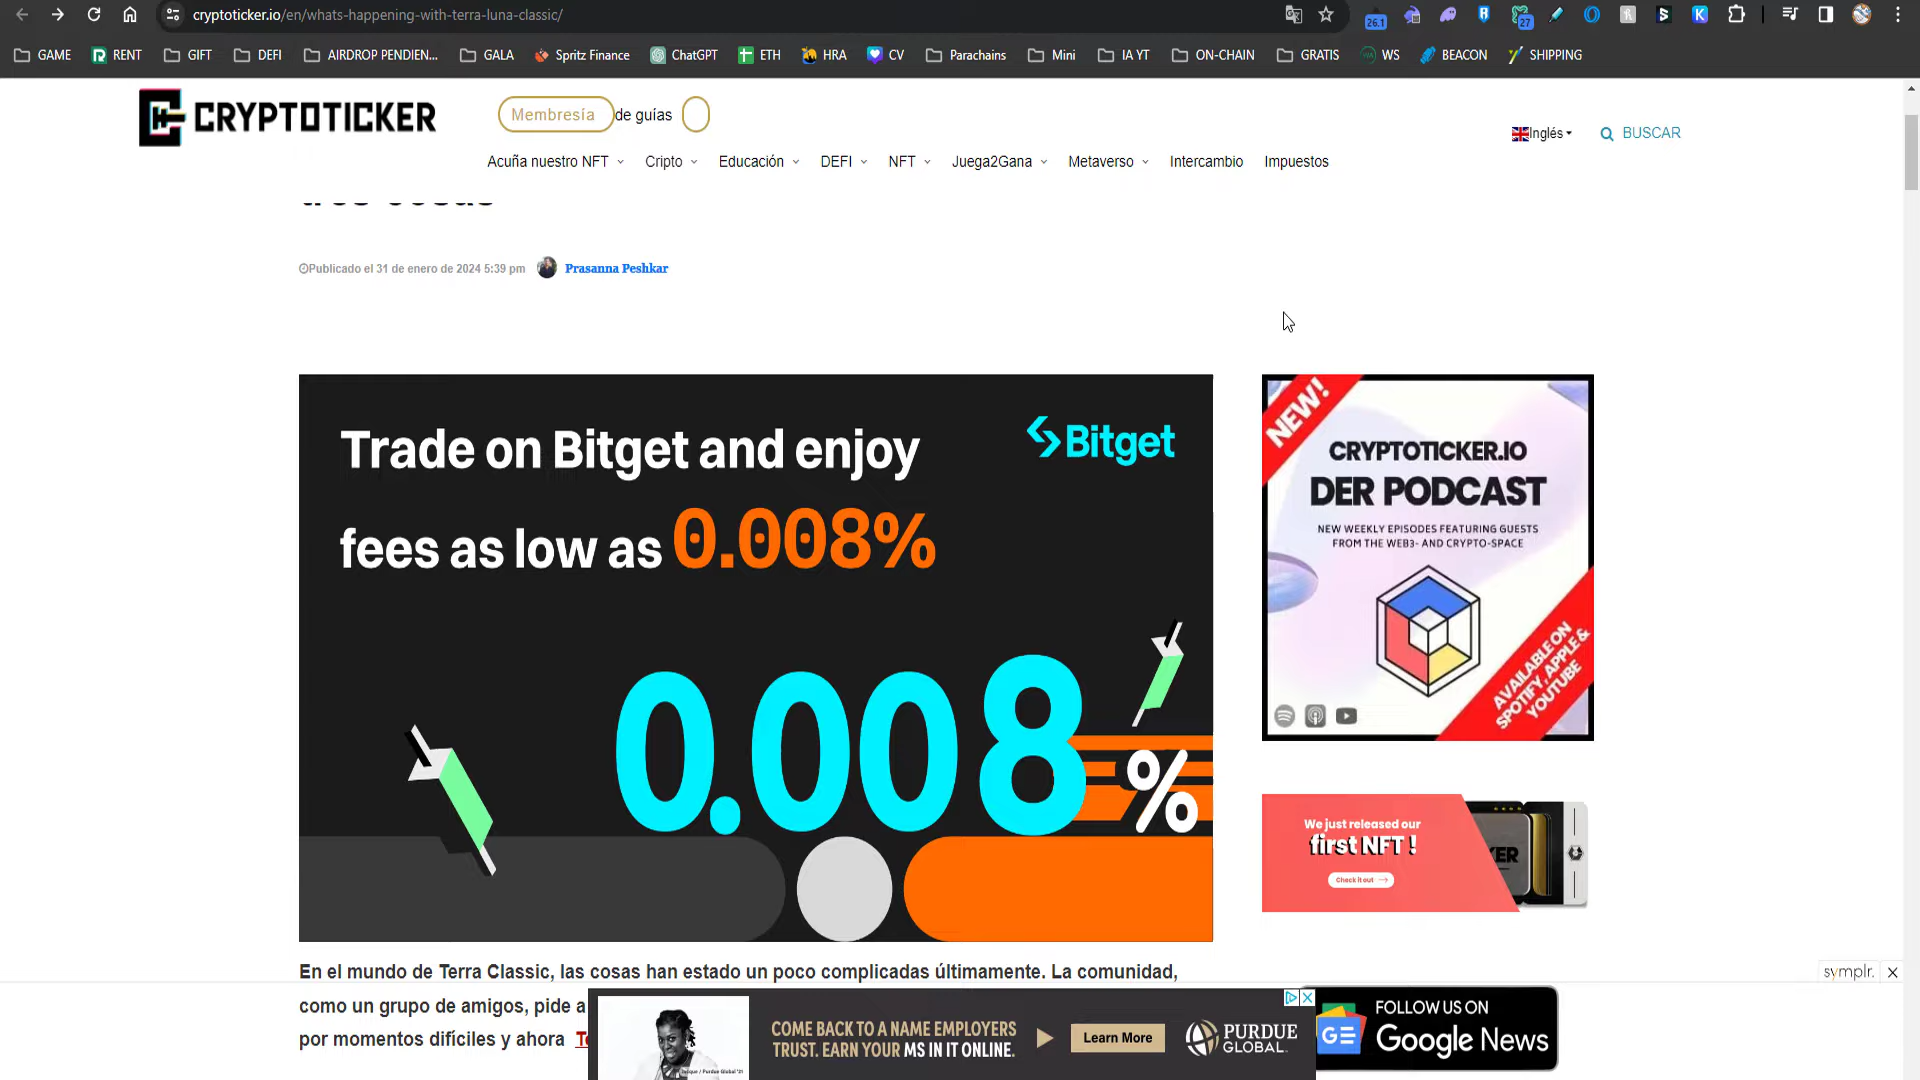 cryptoticker.io/en/whats-happening-with-terra-luna-classic/
26.1
27
GAME
RENT
GIFT
DEFI
AIRDROP PENDIEN...
GALA
Spritz Finance
ChatGPT
ETH
HRA
CV
Parachains
Mini
IA YT
ON-CHAIN
GRATIS
WS
BEACON
SHIPPING
CRYPTOTICKER
Membresía de guías
Inglés
BUSCAR
Acuña nuestro NFT
Cripto
Educación
DEFI
NFT
Juega2Gana
Metaverso
Intercambio
Impuestos
Publicado el 31 de enero de 2024 5:39 pm
Prasanna Peshkar
Trade on Bitget and enjoy
fees as low as 0.008%
Bitget
0.008
%
NEW!
CRYPTOTICKER.IO
DER PODCAST
NEW WEEKLY EPISODES FEATURING GUESTS
FROM THE WEB3- AND CRYPTO-SPACE
AVAILABLE ON
SPOTIFY, APPLE &
YOUTUBE
We just released our
first NFT !
Check it out
En el mundo de Terra Classic, las cosas han estado un poco complicadas últimamente. La comunidad,
como un grupo de amigos, pide a
por momentos difíciles y ahora
symplr.
COME BACK TO A NAME EMPLOYERS
TRUST. EARN YOUR MS IN IT ONLINE.
Learn More
PURDUE
GLOBAL
FOLLOW US ON
GE
Google News